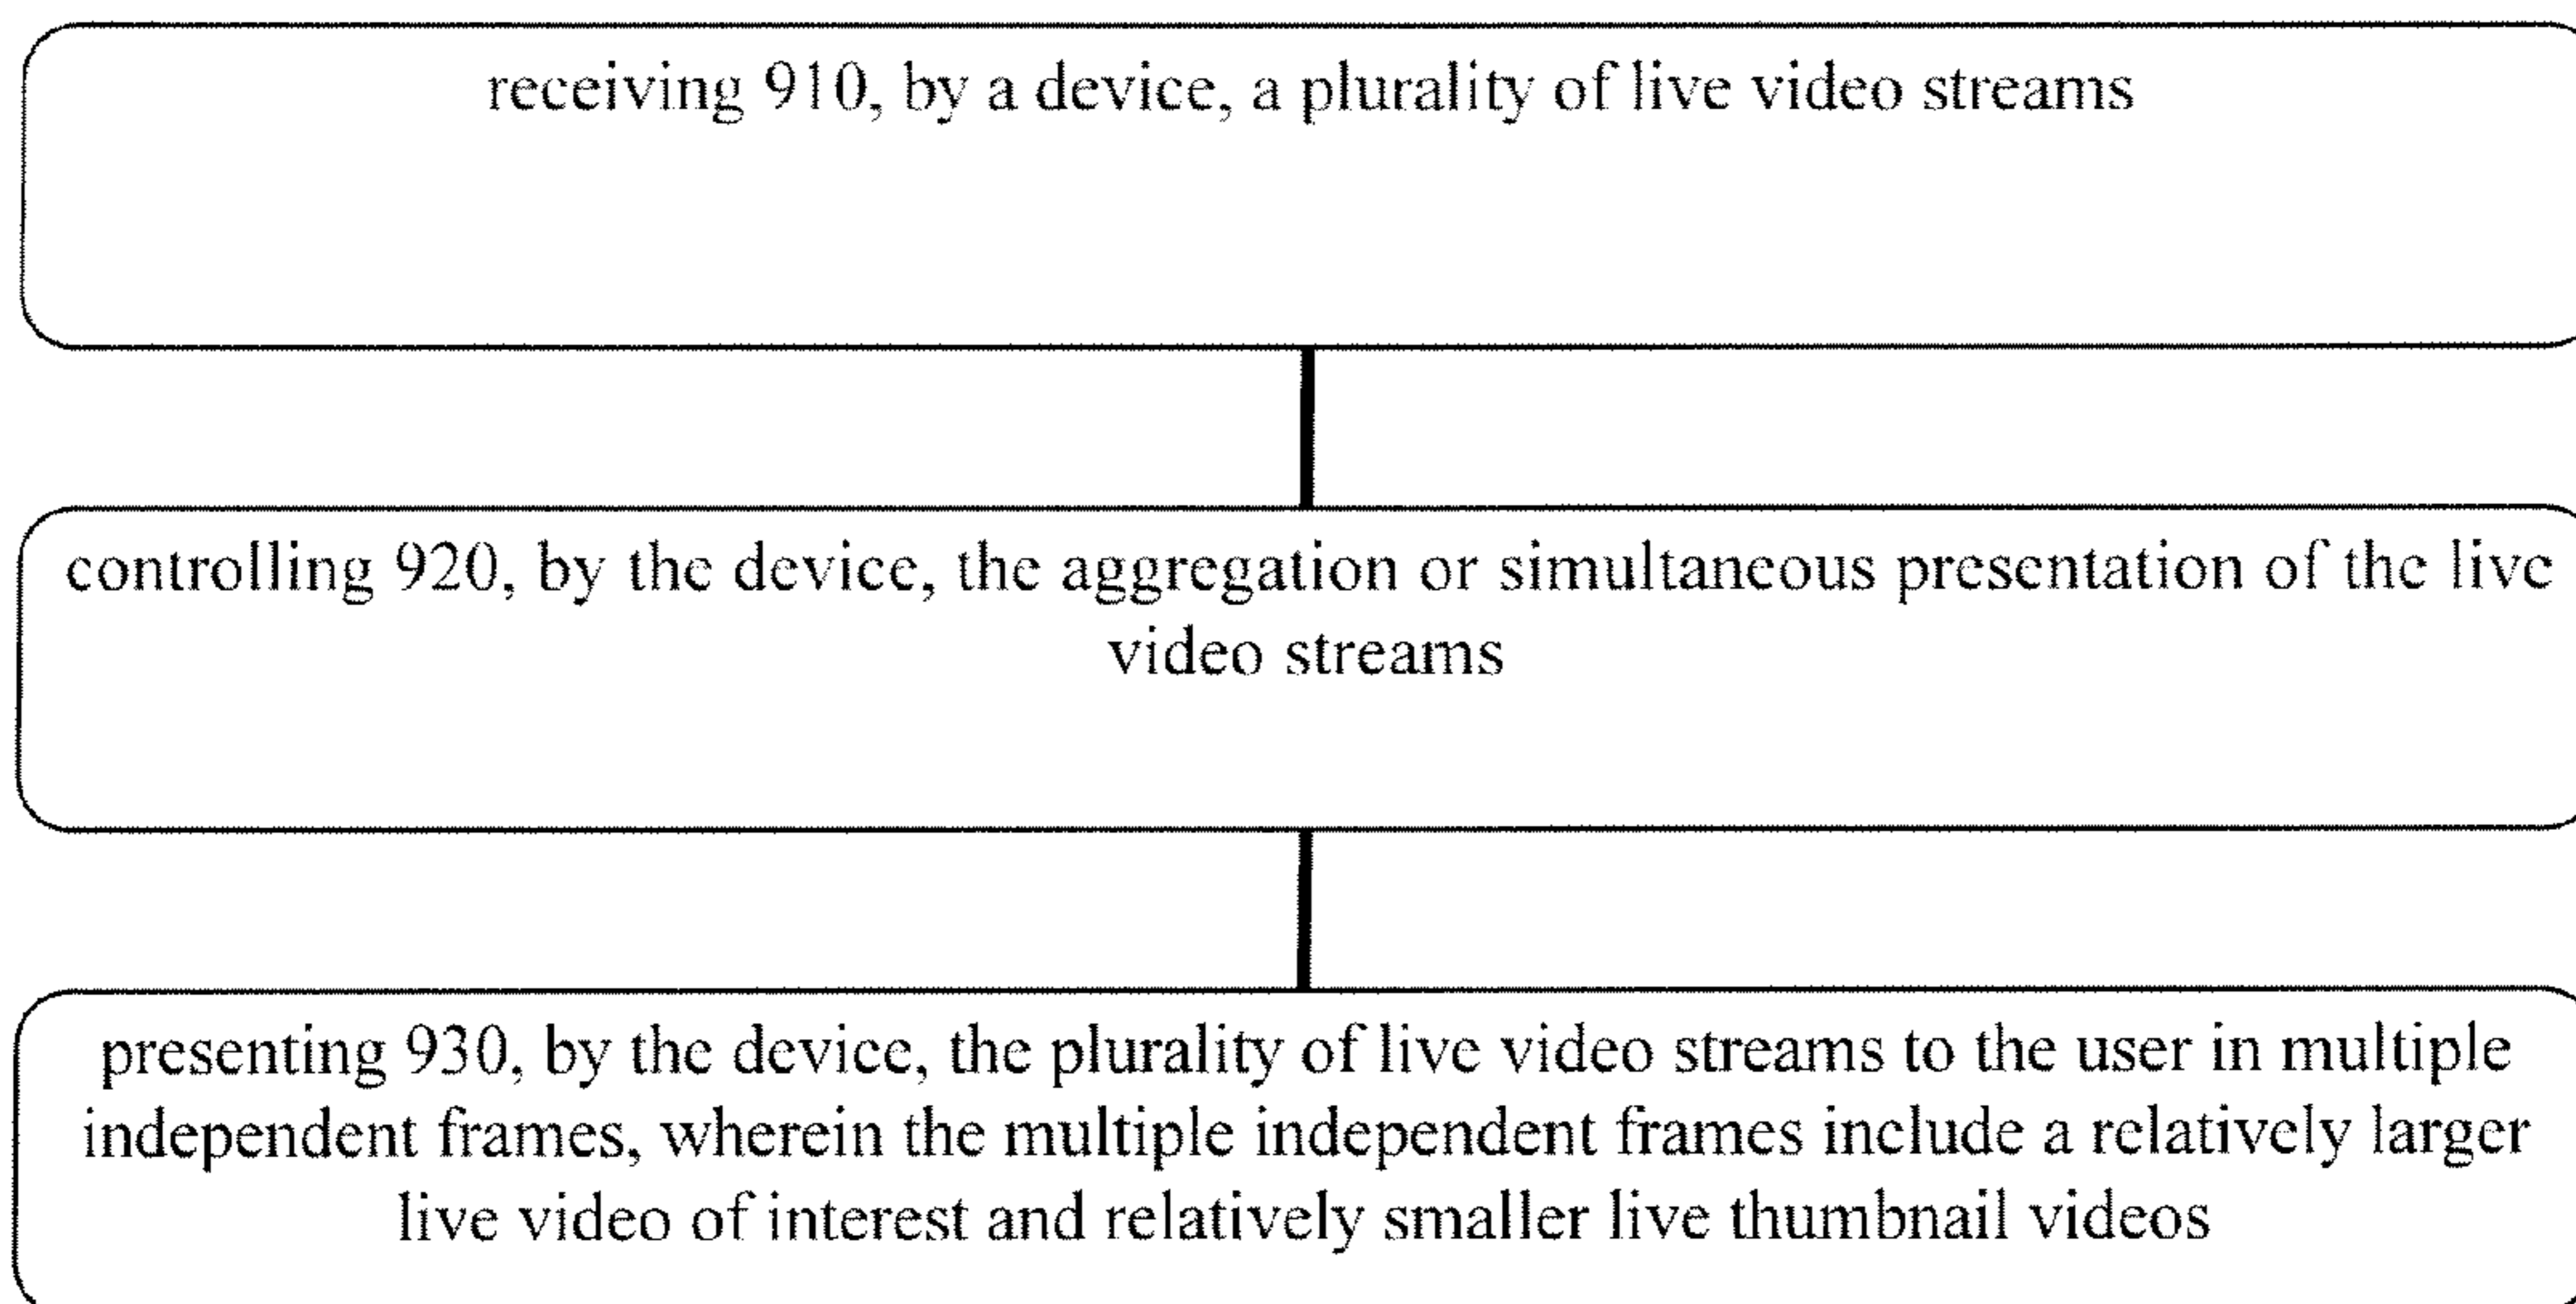 receiving 910, by a device, a plurality of live video streams
controlling 920, by the device, the aggregation or simultaneous presentation of the live
video streams
presenting 930, by the device, the plurality of live video streams to the user in multiple
independent frames, wherein the multiple independent frames include a relatively larger
live video of interest and relatively smaller live thumbnail videos